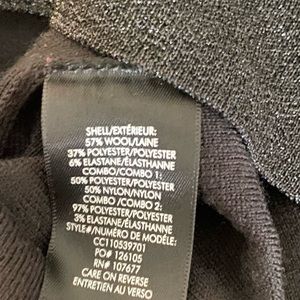 SHELL/EXTÉRIEUR:
57% WOOL/LAINE
37% POLYESTER/POLYESTER
6% ELASTANE/ÉLASTHANNE
COMBO/COMBO 1:
50% POLYESTER/POLYESTER
50% NYLON/NYLON
COMBO /COMBO 2:
97% POLYESTER/POLYESTER
3% ELASTANE/ÉLASTHANNE
STYLE#/NUMÉRO DE MODÈLE:
CC110539701
PO# 126105
RN# 107677
CARE ON REVERSE
ENTRETIEN AU VERSO